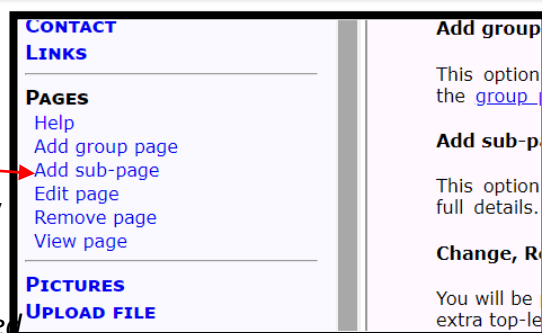 CONTACT
LINKS
PAGES
Help
Add group page
Add sub-page
Edit page
Remove page
View page
PICTURES
UPLOAD FILE
Add group
This option
the group
Add sub-pa
This option
full details.
Change, Re
You will be
extra top-le